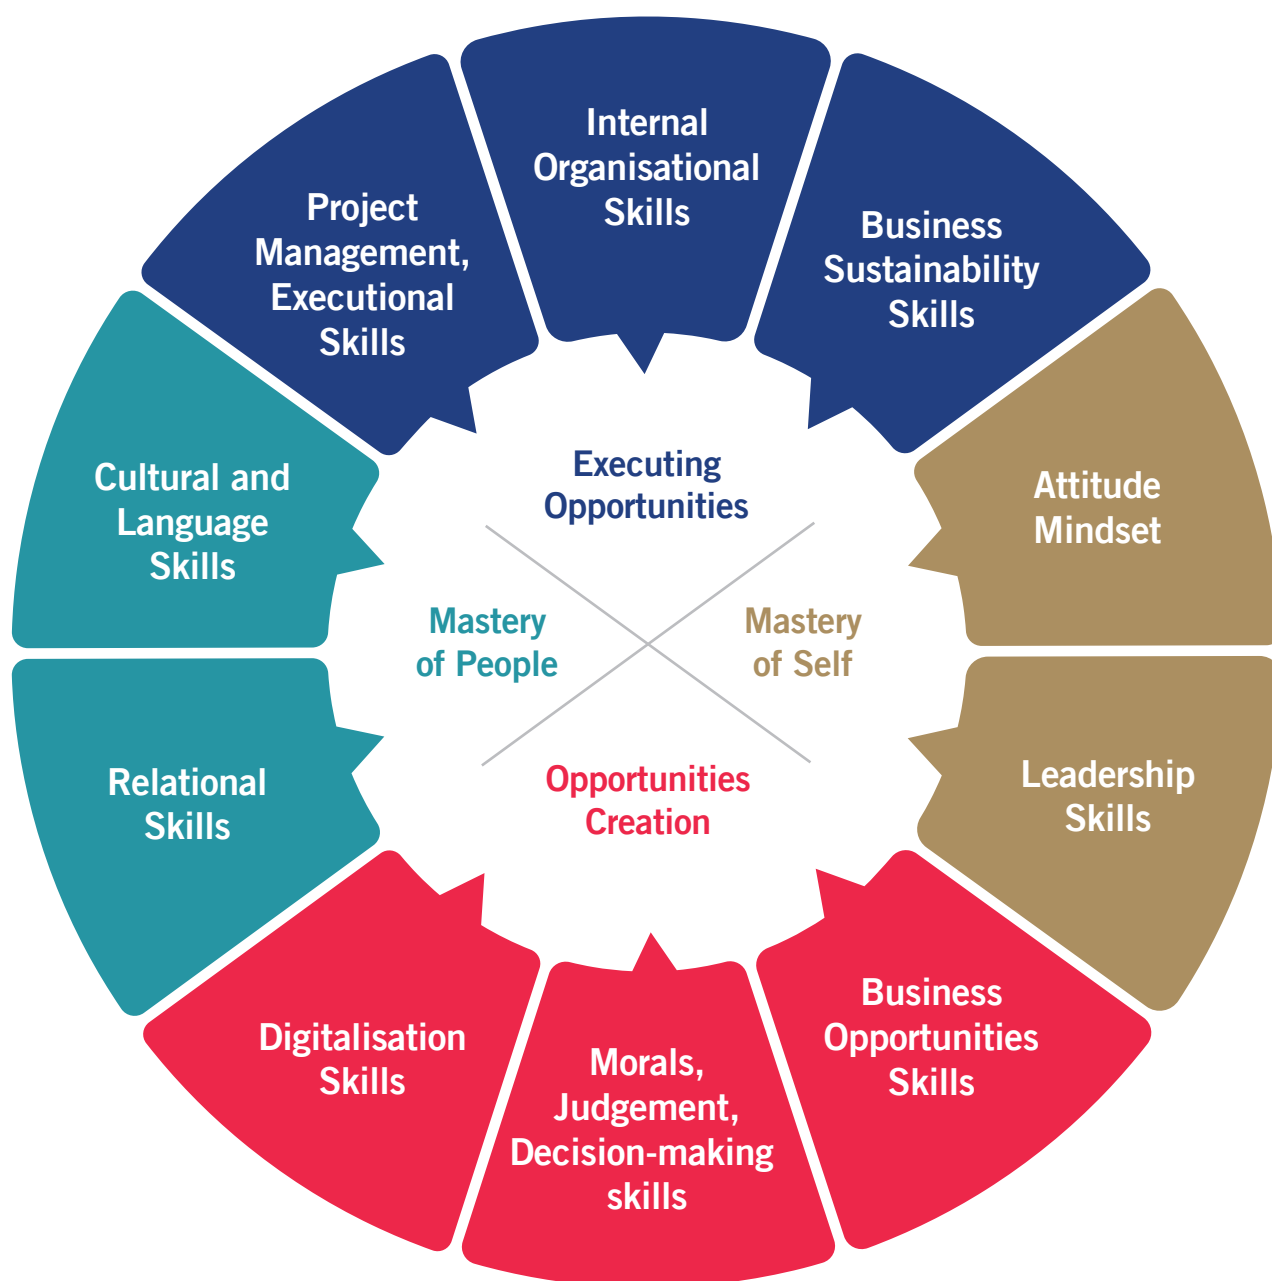 Internal
Organisational
Skills
Business
Sustainability
Skills
Attitude
Mindset
Leadership
Skills
Business
Opportunities
Skills
Morals,
Judgement,
Decision-making
skills
Digitalisation
Skills
Relational
Skills
Cultural and
Language
Skills
Project
Management,
Executional
Skills
Executing
Opportunities
Mastery
of People
Mastery
of Self
Opportunities
Creation